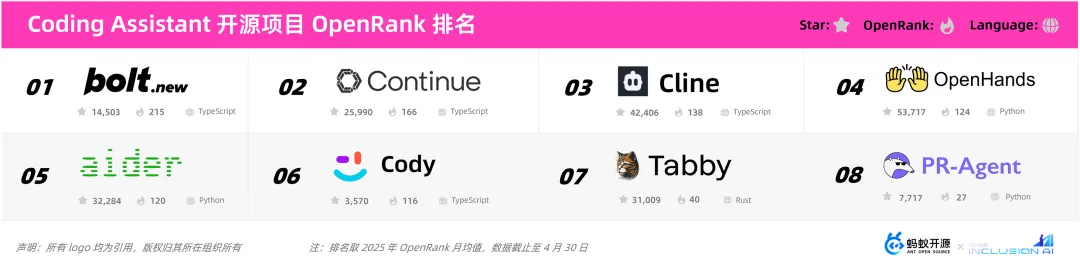 Coding Assistant 开源项目 OpenRank 排名
Star: OpenRank: Language:
01 bolt.new
14,503 215 TypeScript
02 Continue
25,990 166 TypeScript
03 Cline
42,406 138 TypeScript
04 OpenHands
53,717 124 Python
05 aider
32,284 120 Python
06 Cody
3,570 116 TypeScript
07 Tabby
31,009 40 Rust
08 PR-Agent
7,717 27 Python
声明：所有 logo 均为引用，版权归其所在组织所有
注：排名取 2025 年 OpenRank 月均值，数据截止至 4 月 30 日
蚂蚁开源
ANT OPEN SOURCE
×
INCLUSION AI